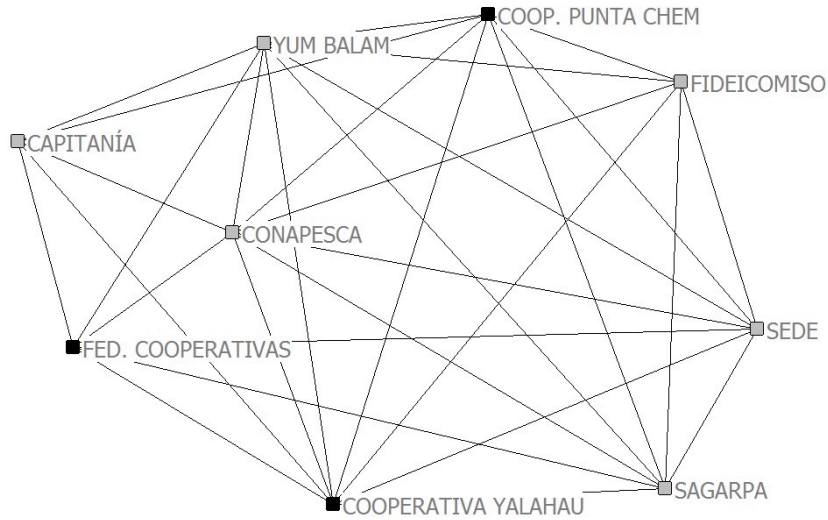 COOP. PUNTA CHEM
YUM BALAM
FIDEICOMISO
CAPITANÍA
CONAPESCA
SEDE
FED. COOPERATIVAS
SAGARPA
COOPERATIVA YALAHAU